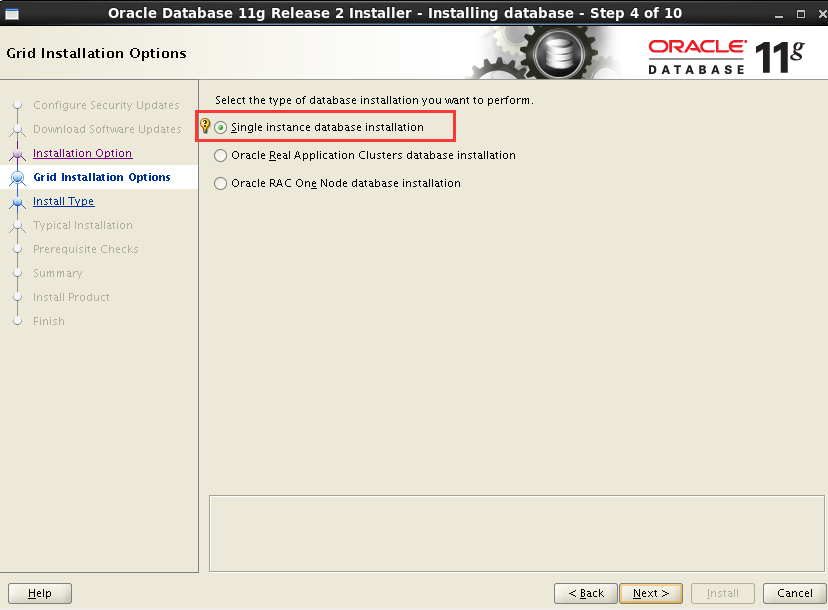 Oracle Database 11g Release 2 Installer - Installing database - Step 4 of 10
Grid Installation Options
ORACLE
DATABASE
11g
Configure Security Updates
Download Software Updates
Installation Option
Grid Installation Options
Install Type
Typical Installation
Prerequisite Checks
Summary
Install Product
Finish
Select the type of database installation you want to perform.
Single instance database installation
Oracle Real Application Clusters database installation
Oracle RAC One Node database installation
Help
< Back
Next >
Install
Cancel